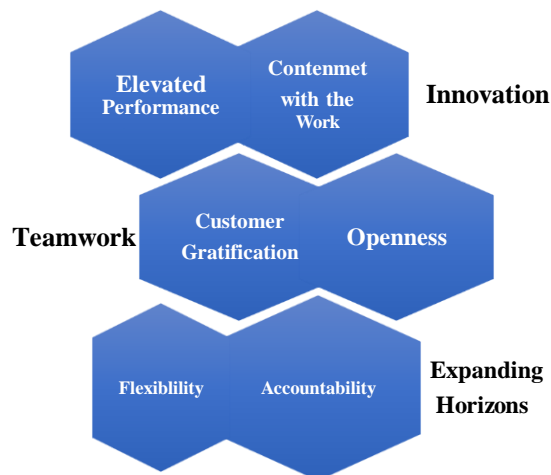 Elevated
Performance
Contenmet
with the
Work
Innovation
Teamwork
Customer
Gratification
Openness
Flexiblility
Accountability
Expanding
Horizons